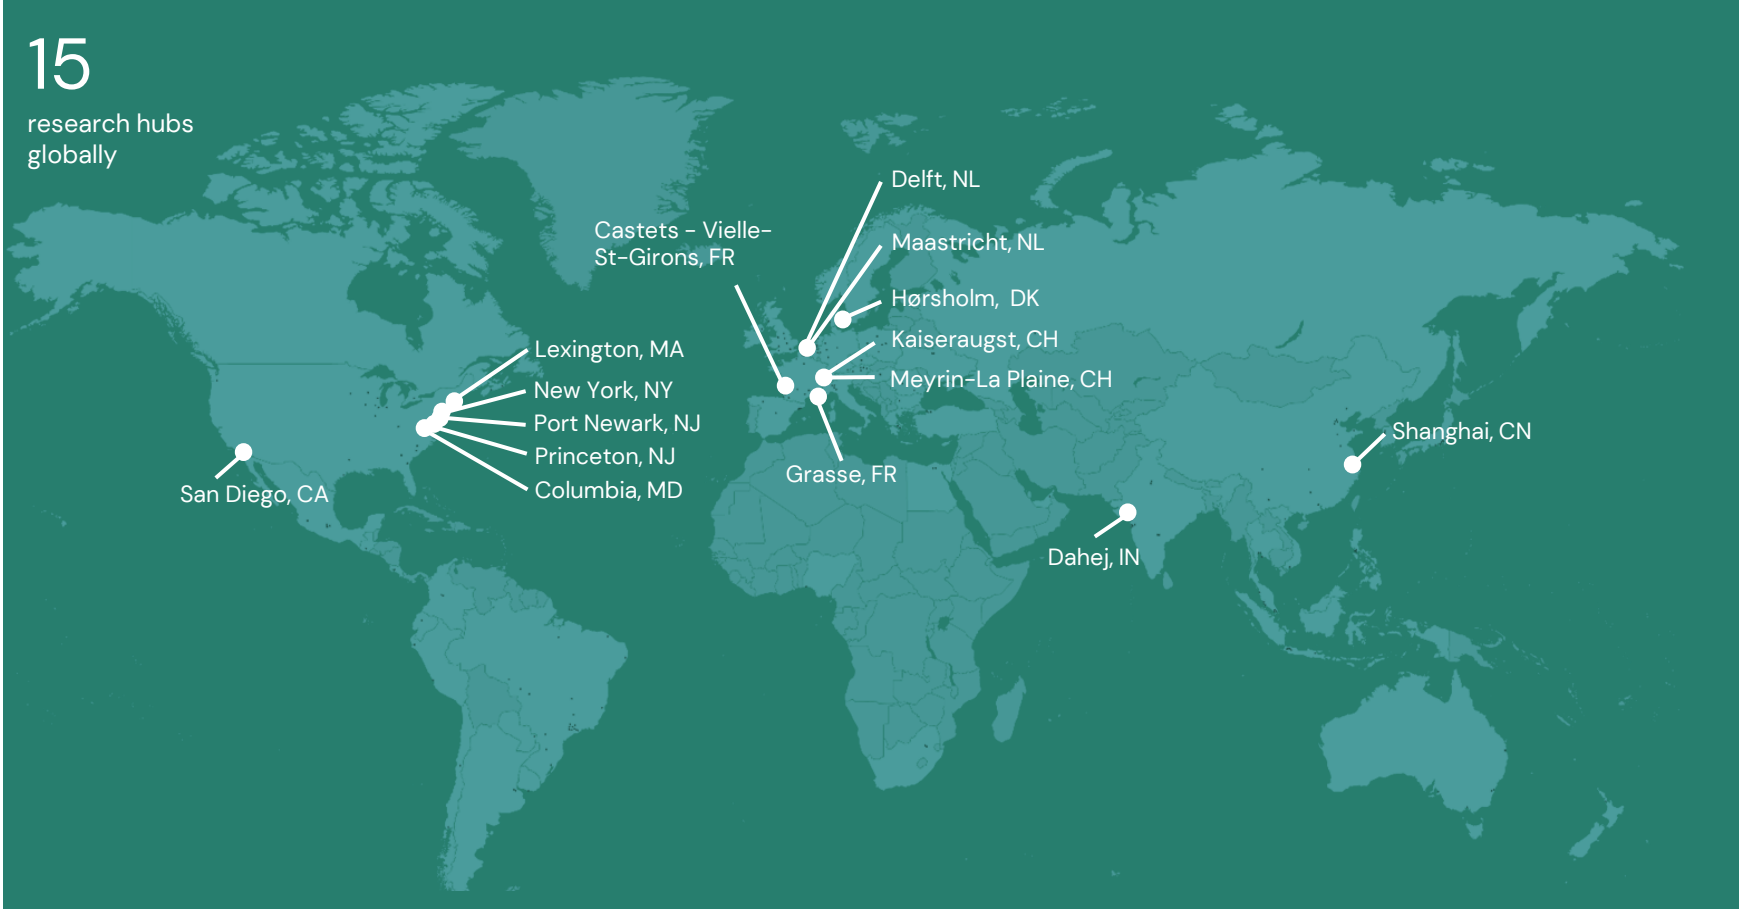 15
research hubs
globally
Delft, NL
Castets - Vielle-
St-Girons, FR
Maastricht, NL
Hørsholm,  DK
Kaiseraugst, CH
Meyrin-La Plaine, CH
Lexington, MA
New York, NY
Port Newark, NJ
Princeton, NJ
Columbia, MD
San Diego, CA
Grasse, FR
Shanghai, CN
Dahej, IN